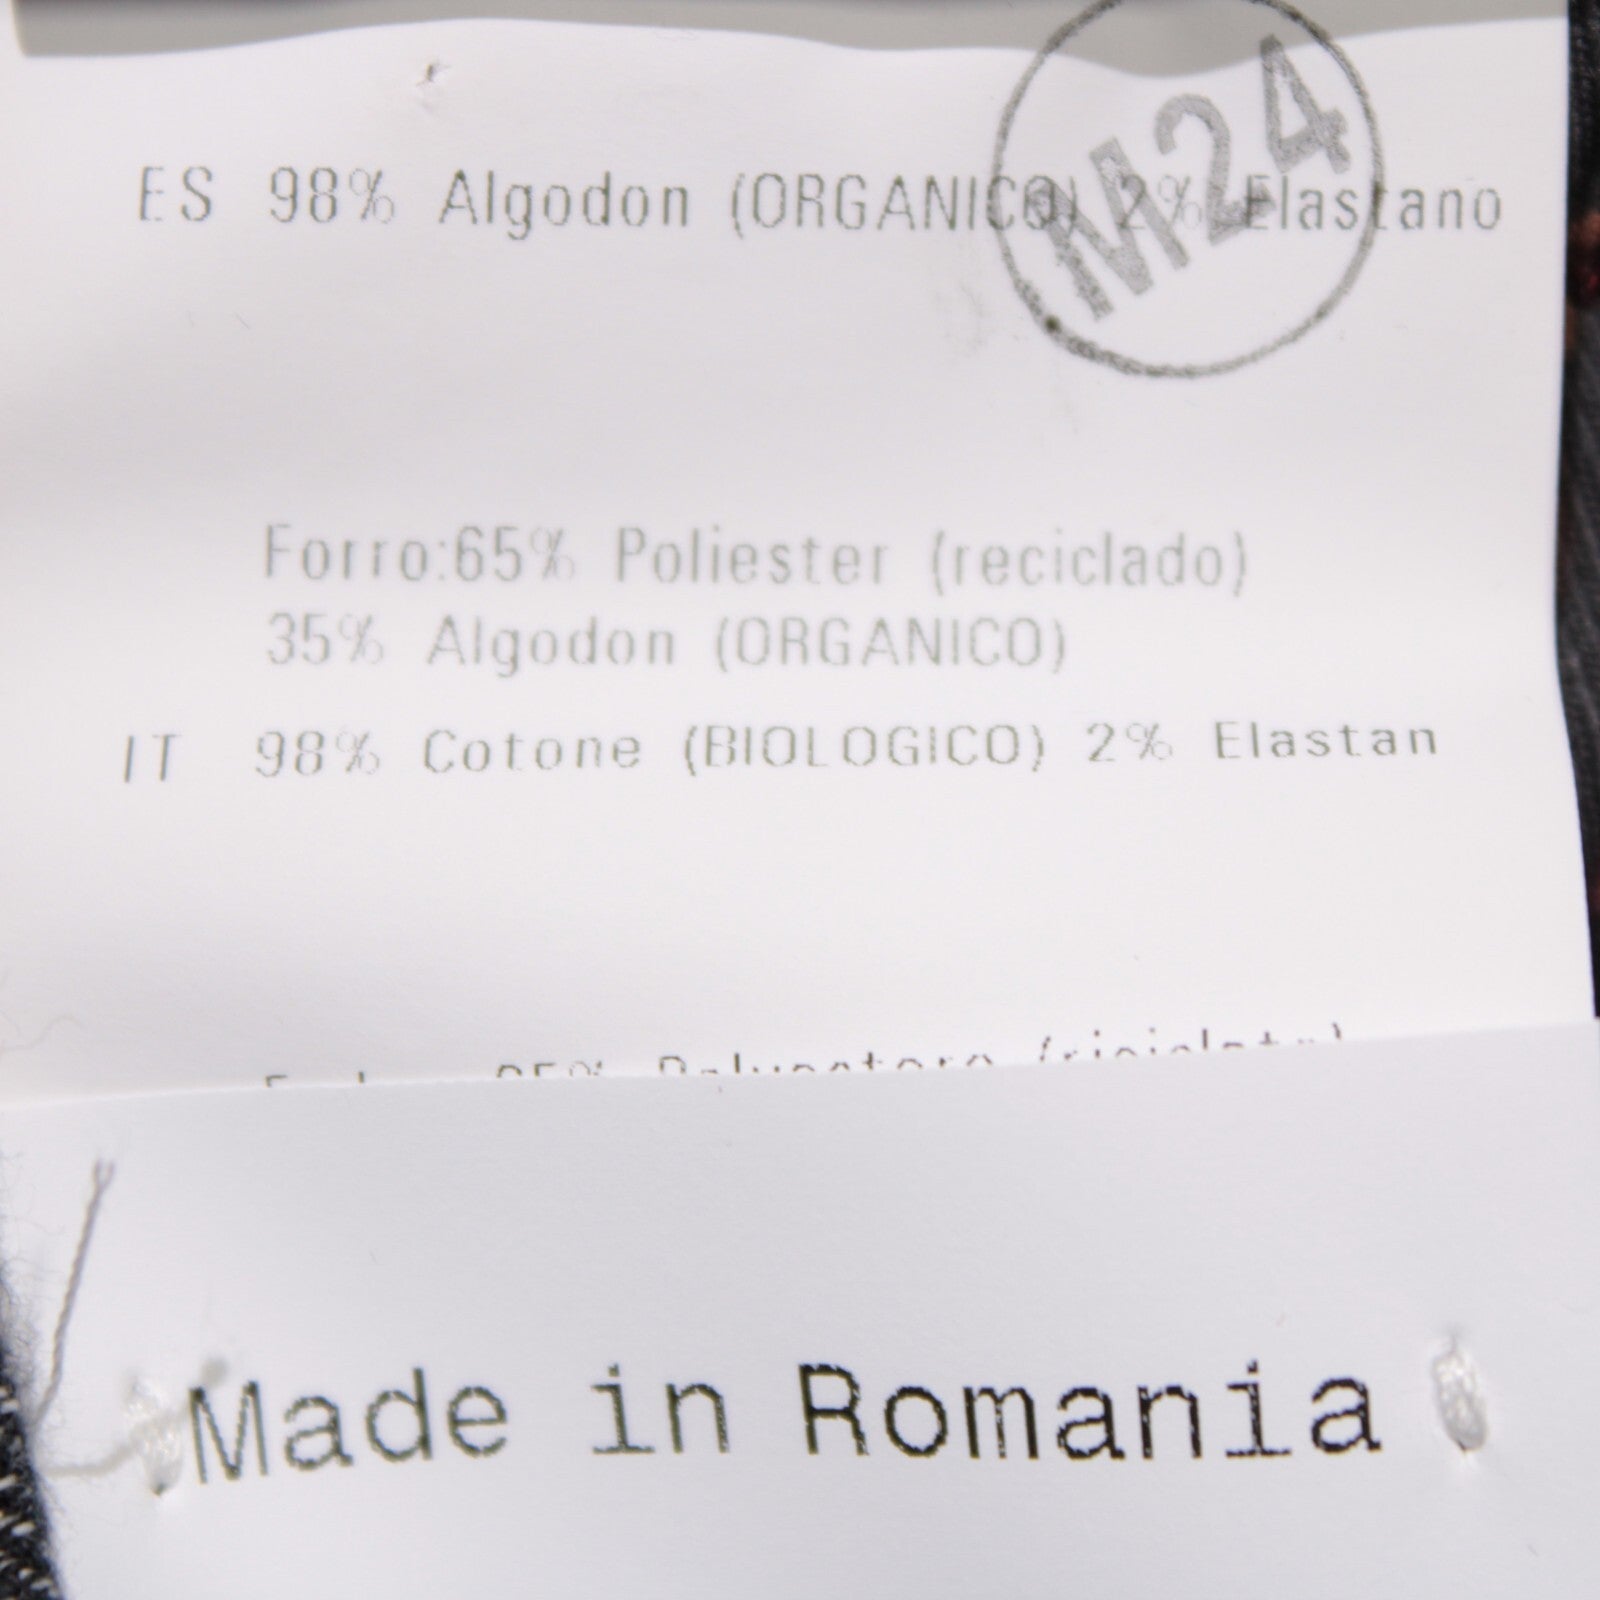 M24
ES 98% Algodon (ORGANICO) 2% Elastano
Forro:65% Poliester (reciclado)
35% Algodon (ORGANICO)
IT 98% Cotone (BIOLOGICO) 2% Elastan
Made in Romania